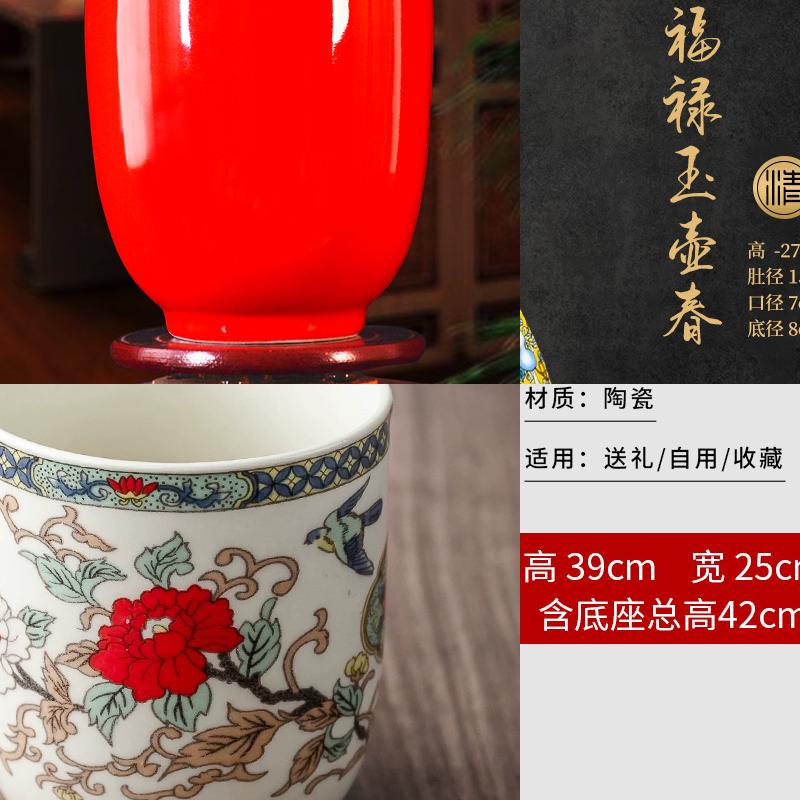 福禄玉壶春
清
高 -27
肚径 1
口径 7
底径 8
材质：陶瓷
适用：送礼/自用/收藏
高 39cm 宽 25cm
含底座总高42cm